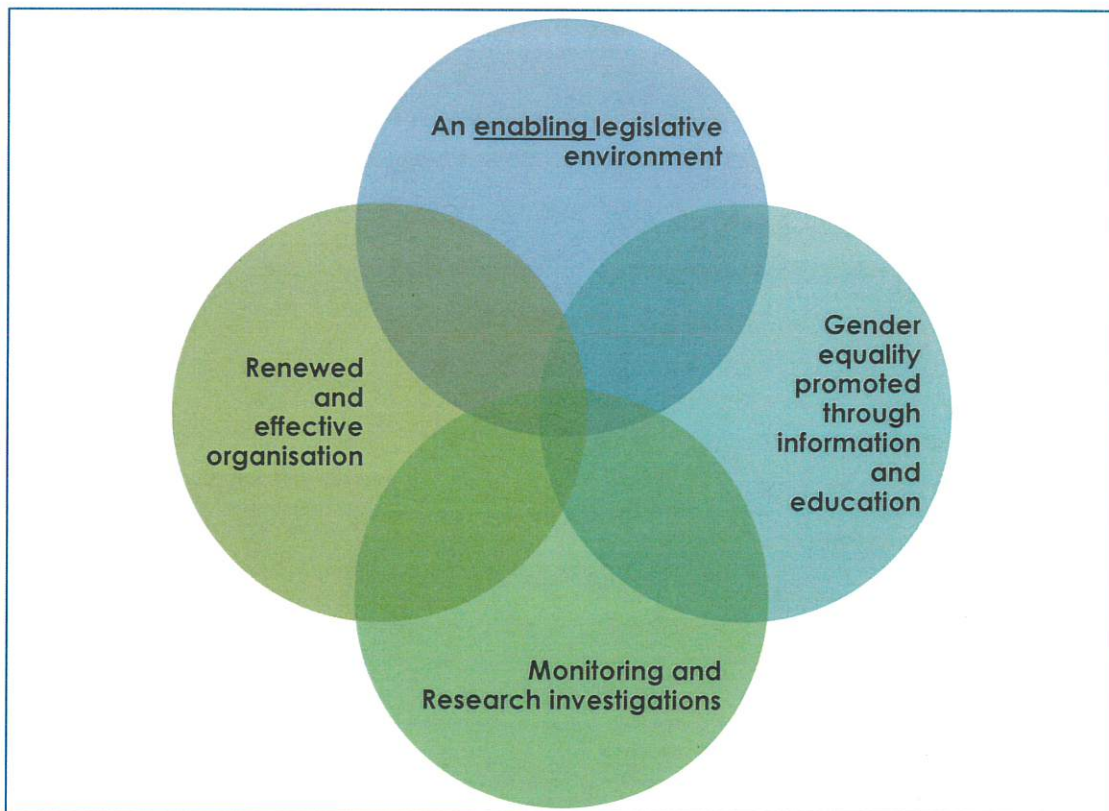 An enabling legislative
environment
Renewed
and
effective
organisation
Gender
equality
promoted
through
information
and
education
Monitoring and
Research investigations